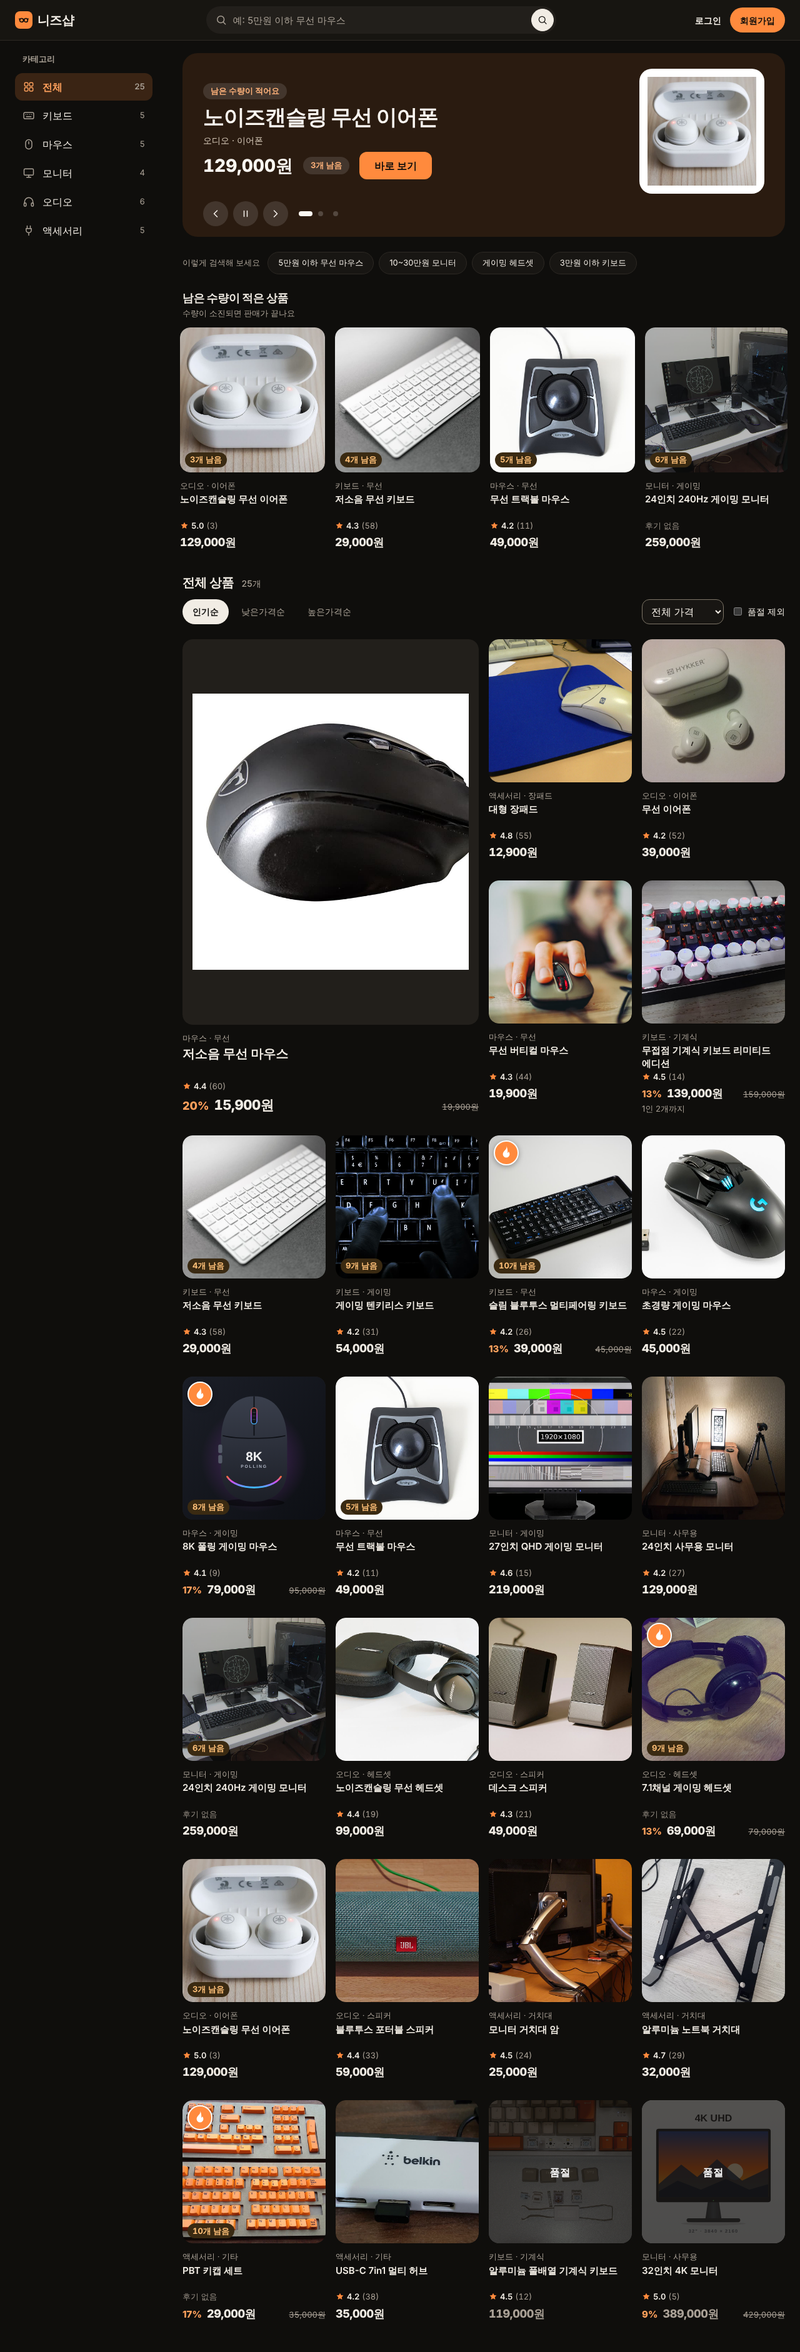 니즈샵
예: 5만원 이하 무선 마우스
로그인
회원가입
카테고리
전체 25
키보드 5
마우스 5
모니터 4
오디오 6
액세서리 5
남은 수량이 적어요
노이즈캔슬링 무선 이어폰
오디오 · 이어폰
129,000원 3개 남음 바로 보기
이렇게 검색해 보세요 5만원 이하 무선 마우스 10~30만원 모니터 게이밍 헤드셋 3만원 이하 키보드
남은 수량이 적은 상품
수량이 소진되면 판매가 끝나요
3개 남음
오디오 · 이어폰
노이즈캔슬링 무선 이어폰
5.0 (3)
129,000원
4개 남음
키보드 · 무선
저소음 무선 키보드
4.3 (58)
29,000원
5개 남음
마우스 · 무선
무선 트랙볼 마우스
4.2 (11)
49,000원
6개 남음
모니터 · 게이밍
24인치 240Hz 게이밍 모니터
후기 없음
259,000원
전체 상품 25개
인기순 낮은가격순 높은가격순
전체 가격 품절 제외
마우스 · 무선
저소음 무선 마우스
4.4 (60)
20% 15,900원 19,900원
액세서리 · 장패드
대형 장패드
4.8 (55)
12,900원
HYKKER
오디오 · 이어폰
무선 이어폰
4.2 (52)
39,000원
마우스 · 무선
무선 버티컬 마우스
4.3 (44)
19,900원
키보드 · 기계식
무접점 기계식 키보드 리미티드
에디션
4.5 (14)
13% 139,000원 159,000원
1인 2개까지
4개 남음
키보드 · 무선
저소음 무선 키보드
4.3 (58)
29,000원
9개 남음
키보드 · 게이밍
게이밍 텐키리스 키보드
4.2 (31)
54,000원
10개 남음
키보드 · 무선
슬림 블루투스 멀티페어링 키보드
4.2 (26)
13% 39,000원 45,000원
마우스 · 게이밍
초경량 게이밍 마우스
4.5 (22)
45,000원
8K
POLLING
8개 남음
마우스 · 게이밍
8K 폴링 게이밍 마우스
4.1 (9)
17% 79,000원 95,000원
5개 남음
마우스 · 무선
무선 트랙볼 마우스
4.2 (11)
49,000원
1920×1080
모니터 · 게이밍
27인치 QHD 게이밍 모니터
4.6 (15)
219,000원
모니터 · 사무용
24인치 사무용 모니터
4.2 (27)
129,000원
6개 남음
모니터 · 게이밍
24인치 240Hz 게이밍 모니터
후기 없음
259,000원
오디오 · 헤드셋
노이즈캔슬링 무선 헤드셋
4.4 (19)
99,000원
오디오 · 스피커
데스크 스피커
4.3 (21)
49,000원
9개 남음
오디오 · 헤드셋
7.1채널 게이밍 헤드셋
후기 없음
13% 69,000원 79,000원
3개 남음
오디오 · 이어폰
노이즈캔슬링 무선 이어폰
5.0 (3)
129,000원
JBL
오디오 · 스피커
블루투스 포터블 스피커
4.4 (33)
59,000원
액세서리 · 거치대
모니터 거치대 암
4.5 (24)
25,000원
액세서리 · 거치대
알루미늄 노트북 거치대
4.7 (29)
32,000원
10개 남음
액세서리 · 기타
PBT 키캡 세트
후기 없음
17% 29,000원 35,000원
belkin
액세서리 · 기타
USB-C 7in1 멀티 허브
4.2 (38)
35,000원
품절
키보드 · 기계식
알루미늄 풀배열 기계식 키보드
4.5 (12)
119,000원
4K UHD
품절
모니터 · 사무용
32인치 4K 모니터
5.0 (5)
9% 389,000원 429,000원